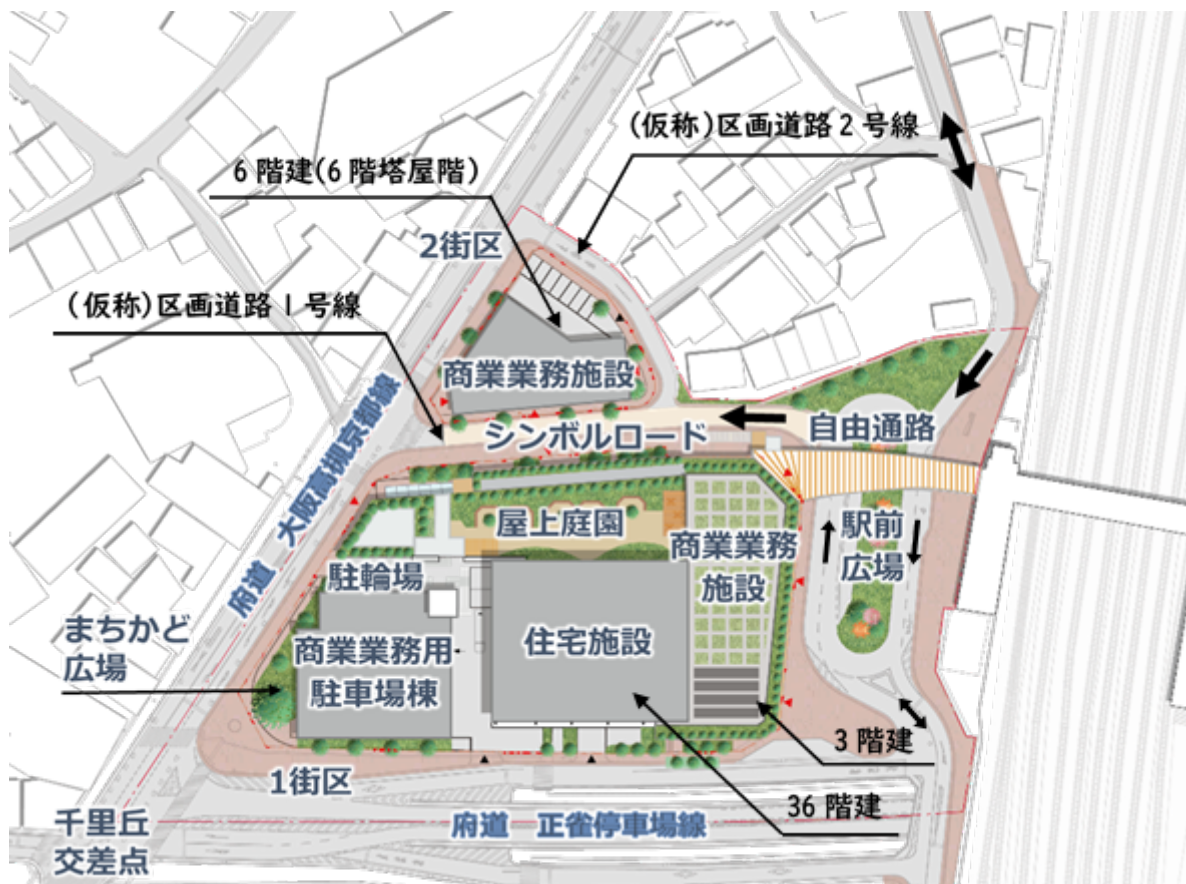 (仮称)区画道路2号線
6階建(6階塔屋階)
2街区
(仮称)区画道路1号線
商業業務施設
シンボルロード
自由通路
府道 大阪高槻京都線
屋上庭園
商業業務
施設
駅前
広場
駐輪場
まちかど
広場
商業業務用
駐車場棟
住宅施設
3階建
1街区
36階建
千里丘
交差点
府道 正雀停車場線